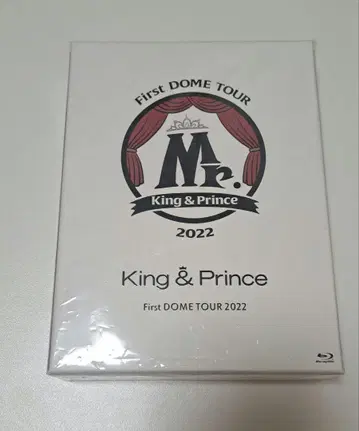 First DOME TOUR
Mr.
King & Prince
2022
King & Prince
First DOME TOUR 2022